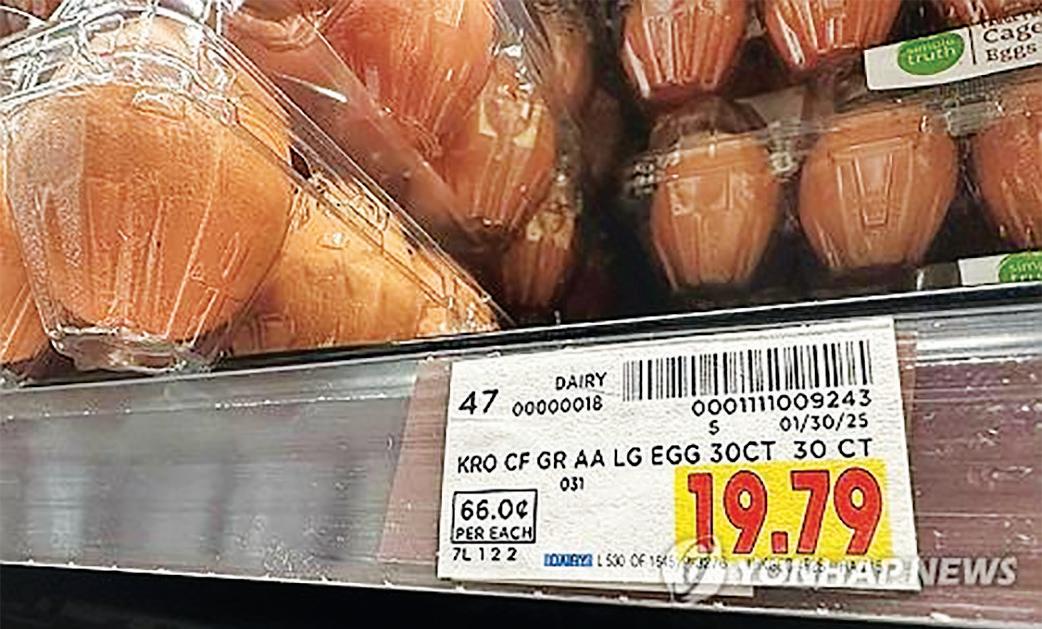 simple truth
Cage
Eggs
47
DAIRY
00000018
0001111009243
S 01/30/25
KRO CF GR AA LG EGG 30CT 30 CT
031
66.0¢
PER EACH
19.79
7L 1 2 2
DAIRY
YONHAP NEWS